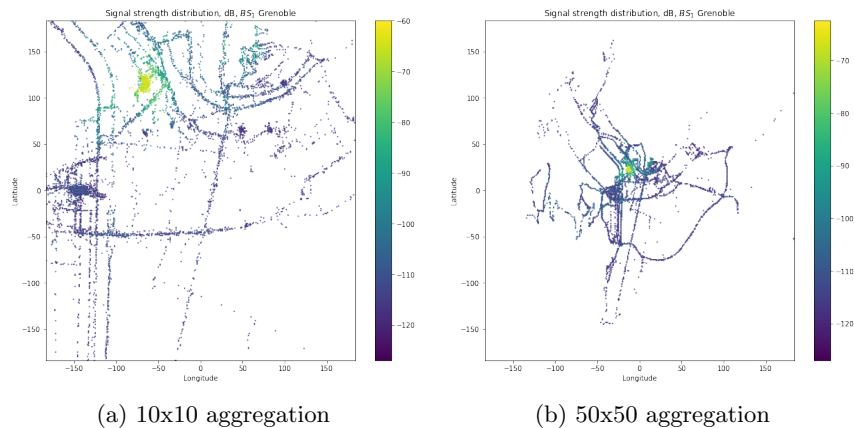 Signal strength distribution, dB, BS₁ Grenoble
150
100
50
0
−50
−100
−150
Latitude
−150 −100 −50 0 50 100 150
Longitude
−60
−70
−80
−90
−100
−110
−120
(a) 10x10 aggregation
Signal strength distribution, dB, BS₁ Grenoble
150
100
50
0
−50
−100
−150
Latitude
−150 −100 −50 0 50 100 150
Longitude
−70
−80
−90
−100
−110
−120
(b) 50x50 aggregation